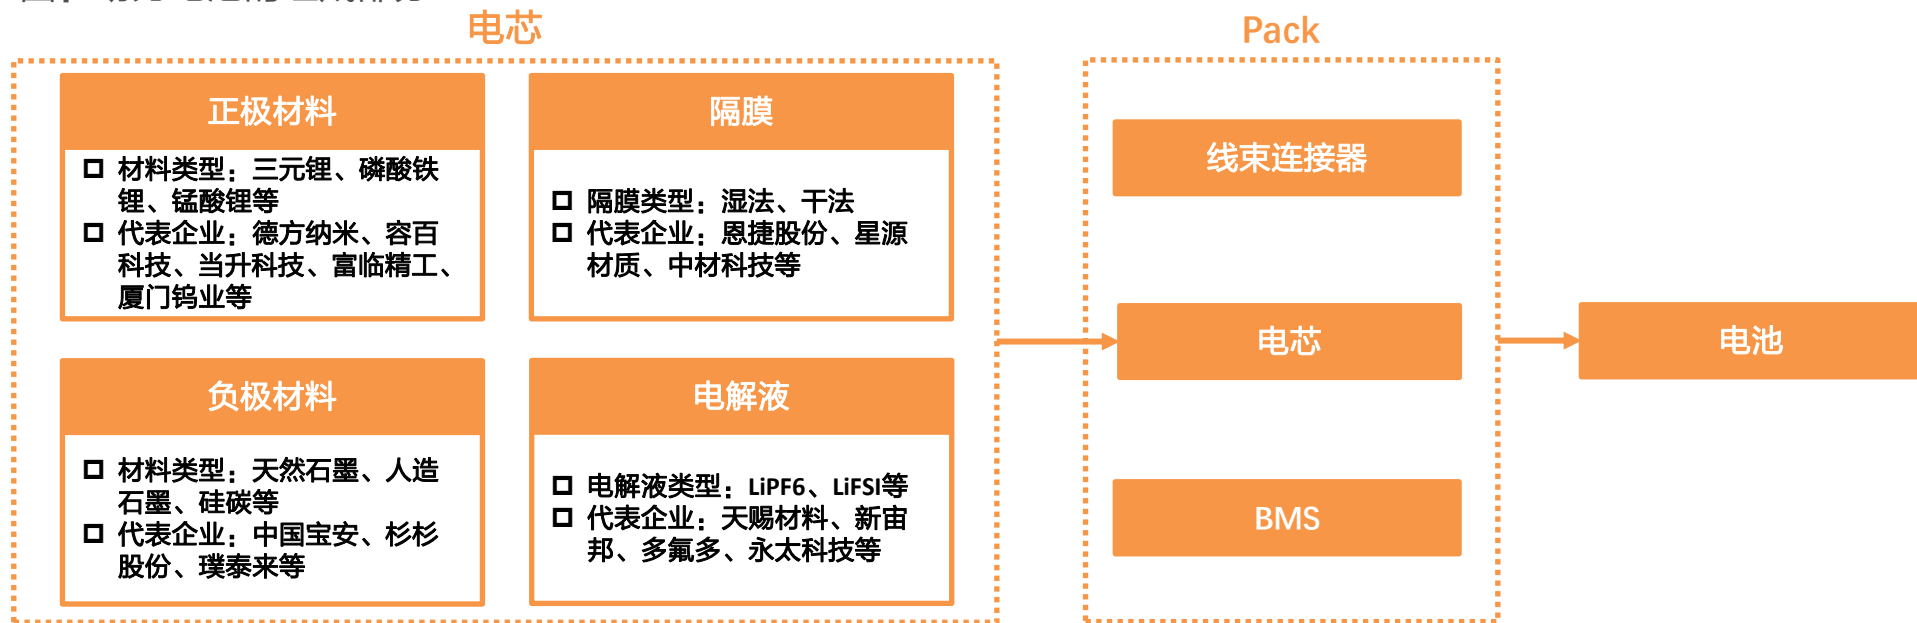 电芯
Pack
正极材料
材料类型：三元锂、磷酸铁
锂、锰酸锂等
代表企业：德方纳米、容百
科技、当升科技、富临精工、
厦门钨业等
隔膜
隔膜类型：湿法、干法
代表企业：恩捷股份、星源
材质、中材科技等
负极材料
材料类型：天然石墨、人造
石墨、硅碳等
代表企业：中国宝安、杉杉
股份、璞泰来等
电解液
电解液类型：LiPF6、LiFSI等
代表企业：天赐材料、新宙
邦、多氟多、永太科技等
线束连接器
电芯
BMS
电池